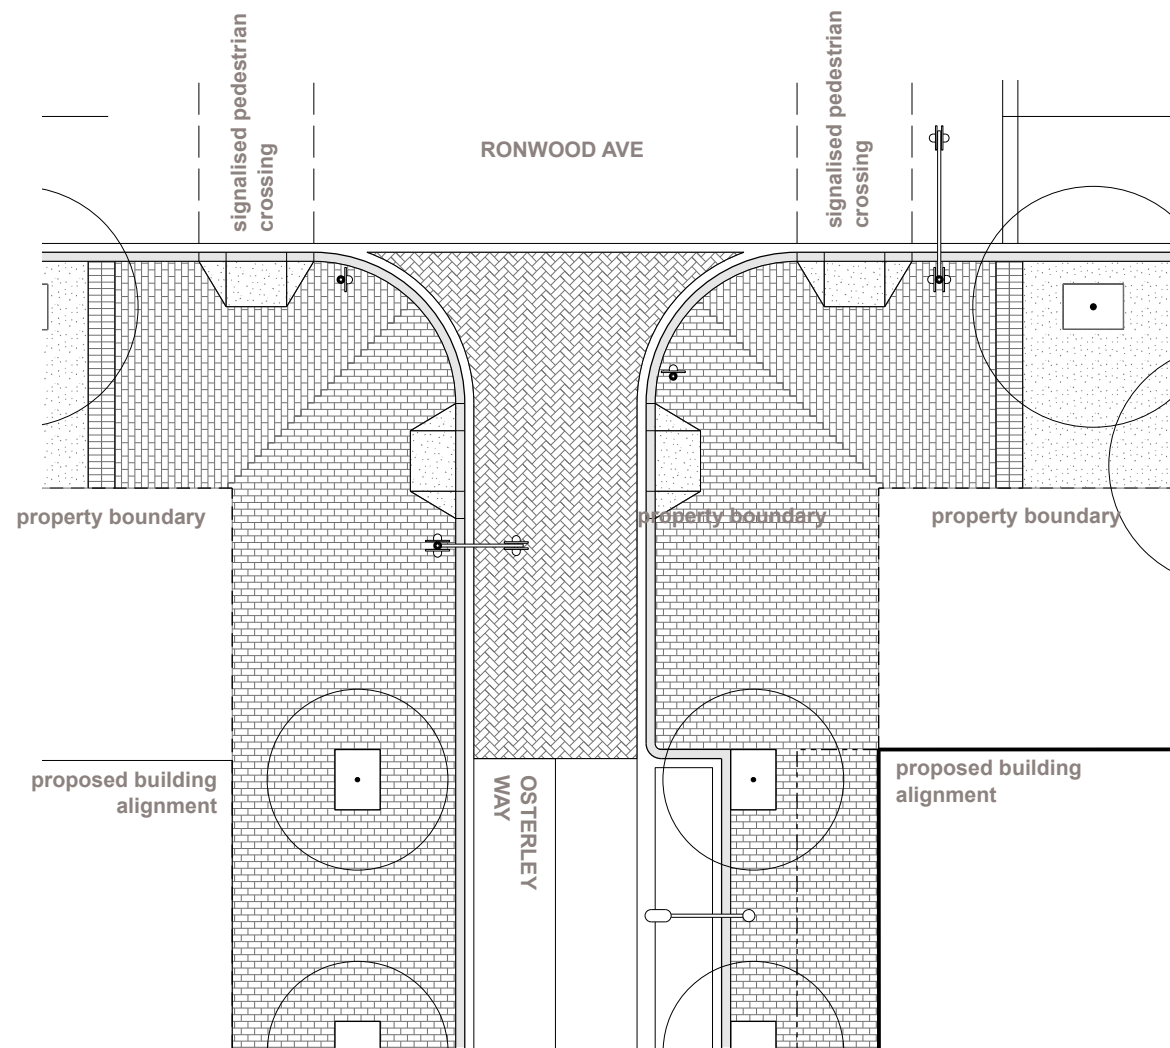 signalised pedestrian
crossing
RONWOOD AVE
signalised pedestrian
crossing
property boundary
property boundary
property boundary
proposed building
alignment
OSTERLEY
WAY
proposed building
alignment